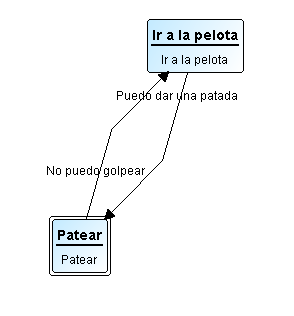 Ir a la pelota
Ir a la pelota
Puedo dar una patada
No puedo golpear
Patear
Patear